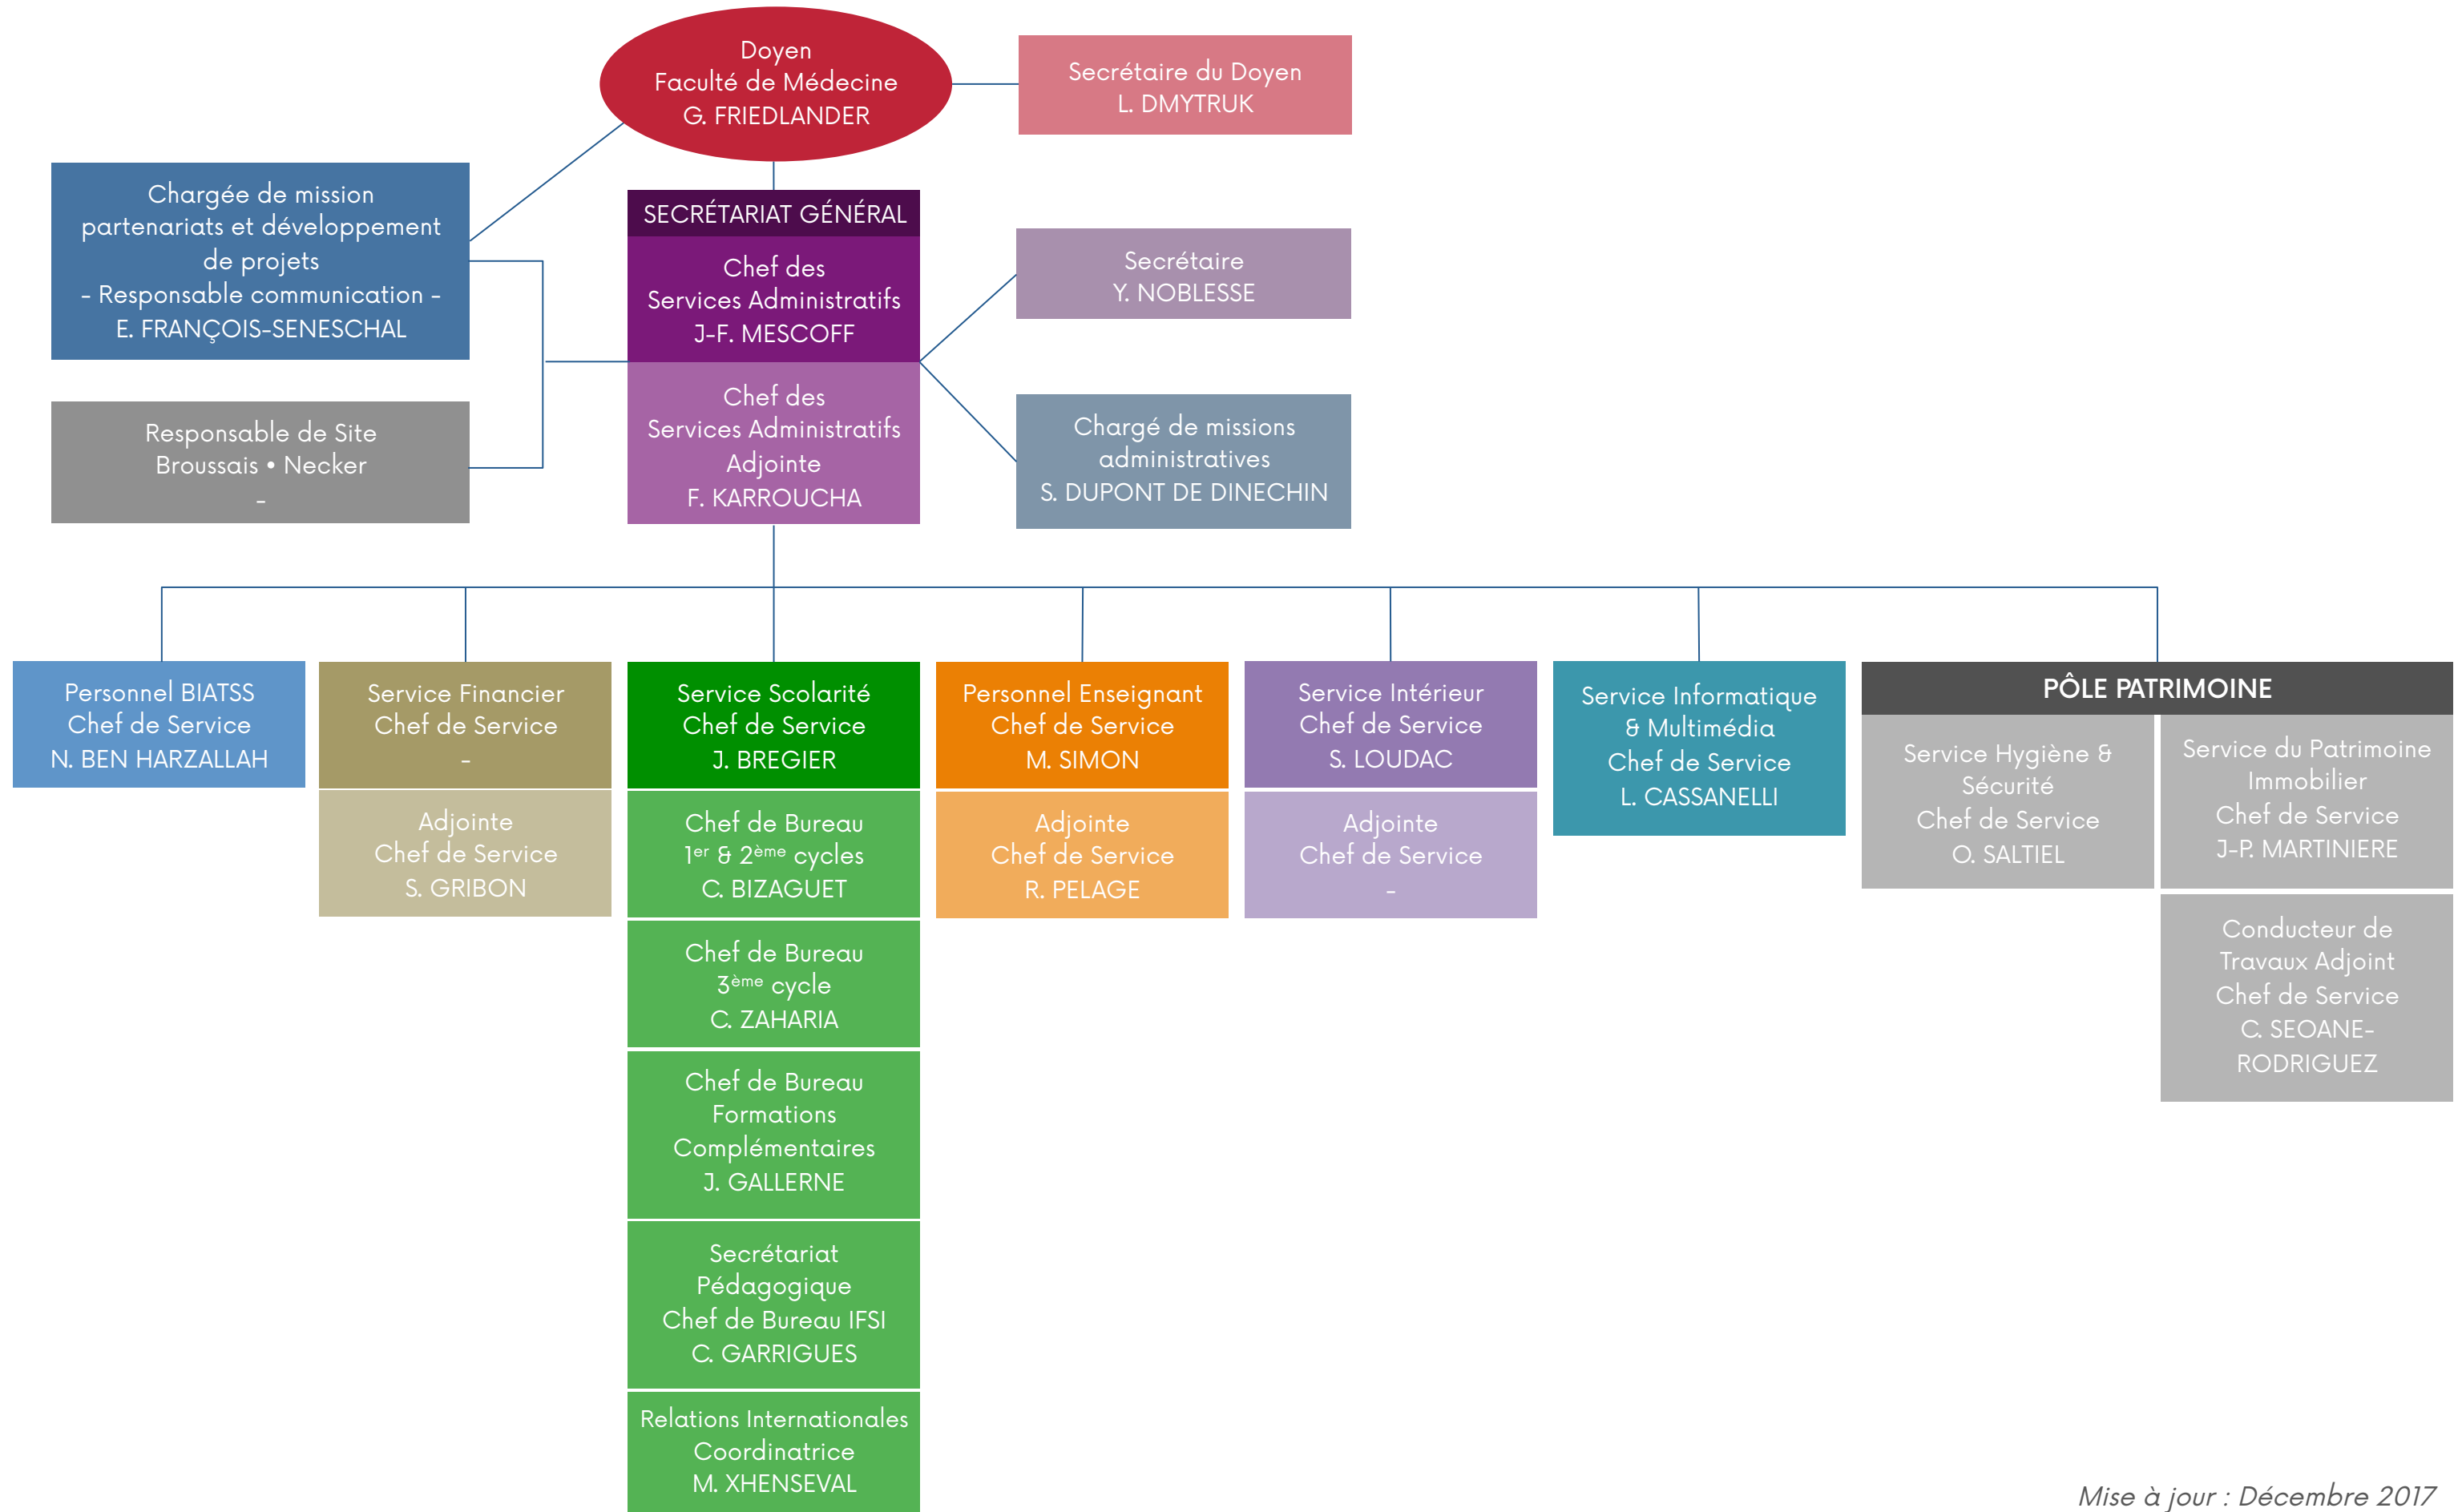 Doyen
Faculté de Médecine
G. FRIEDLANDER
Secrétaire du Doyen
L. DMYTRUK
Chargée de mission
partenariats et développement
de projets
- Responsable communication -
E. FRANÇOIS-SENESCHAL
SECRÉTARIAT GÉNÉRAL
Chef des
Services Administratifs
J-F. MESCOFF
Secrétaire
Y. NOBLESSE
Chef des
Services Administratifs
Adjointe
F. KARROUCHA
Responsable de Site
Broussais • Necker
-
Chargé de missions
administratives
S. DUPONT DE DINECHIN
Personnel BIATSS
Chef de Service
N. BEN HARZALLAH
Service Financier
Chef de Service
-
Adjointe
Chef de Service
S. GRIBON
Service Scolarité
Chef de Service
J. BREGIER
Chef de Bureau
1er & 2ème cycles
C. BIZAGUET
Chef de Bureau
3ème cycle
C. ZAHARIA
Chef de Bureau
Formations
Complémentaires
J. GALLERNE
Secrétariat
Pédagogique
Chef de Bureau IFSI
C. GARRIGUES
Relations Internationales
Coordinatrice
M. XHENSEVAL
Personnel Enseignant
Chef de Service
M. SIMON
Adjointe
Chef de Service
R. PELAGE
Service Intérieur
Chef de Service
S. LOUDAC
Adjointe
Chef de Service
-
Service Informatique
& Multimédia
Chef de Service
L. CASSANELLI
PÔLE PATRIMOINE
Service Hygiène &
Sécurité
Chef de Service
O. SALTIEL
Service du Patrimoine
Immobilier
Chef de Service
J-P. MARTINIERE
Conducteur de
Travaux Adjoint
Chef de Service
C. SEOANE-
RODRIGUEZ
Mise à jour : Décembre 2017